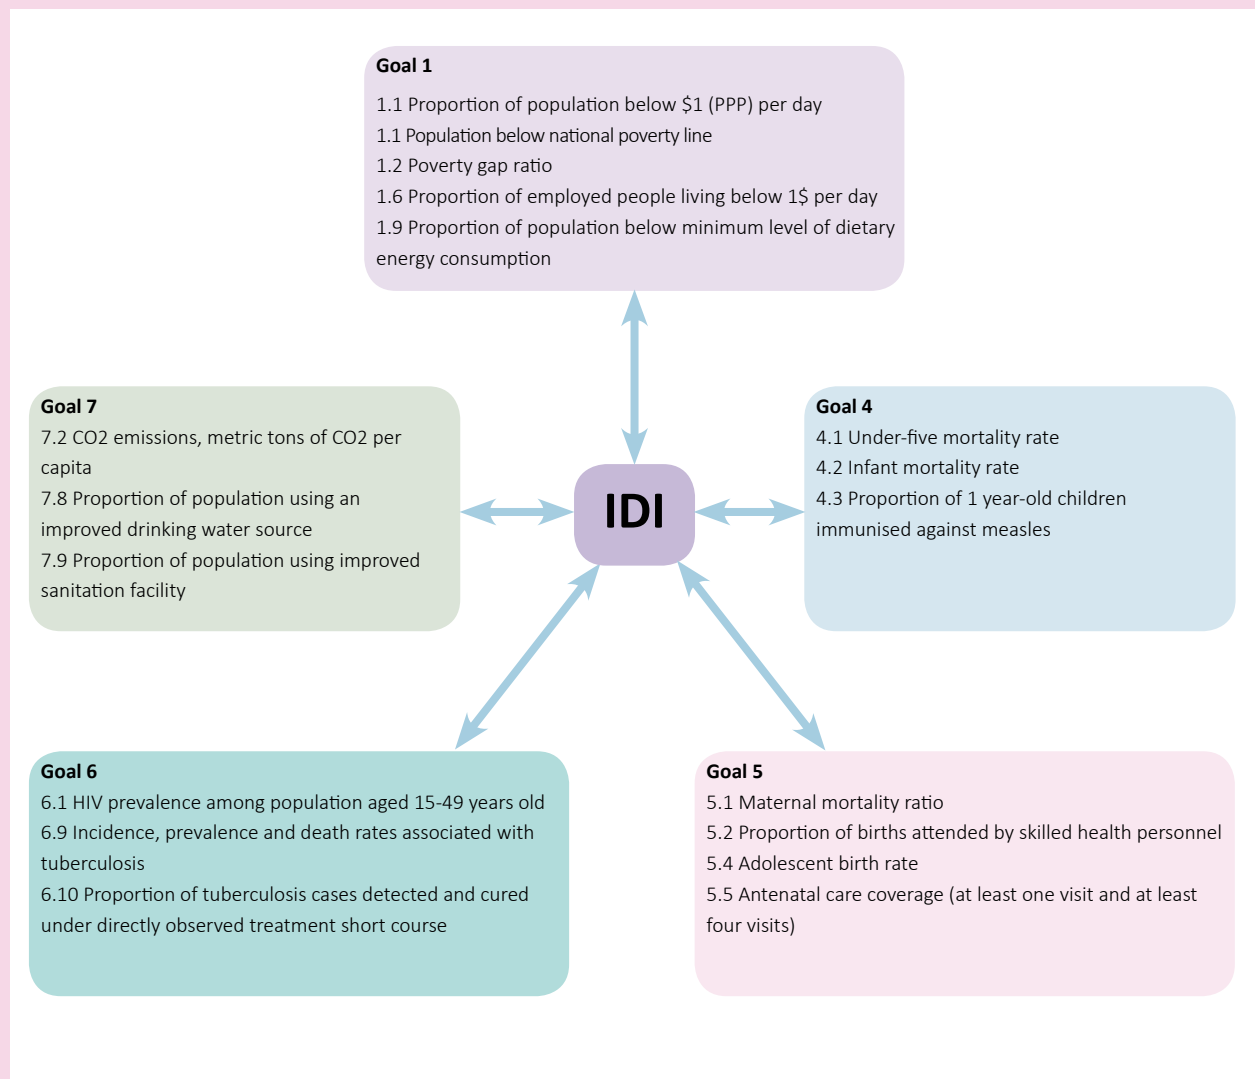 Goal 1
1.1 Proportion of population below $1 (PPP) per day
1.1 Population below national poverty line
1.2 Poverty gap ratio
1.6 Proportion of employed people living below 1$ per day
1.9 Proportion of population below minimum level of dietary
energy consumption
Goal 7
7.2 CO2 emissions, metric tons of CO2 per
capita
7.8 Proportion of population using an
improved drinking water source
7.9 Proportion of population using improved
sanitation facility
IDI
Goal 4
4.1 Under-five mortality rate
4.2 Infant mortality rate
4.3 Proportion of 1 year-old children
immunised against measles
Goal 6
6.1 HIV prevalence among population aged 15-49 years old
6.9 Incidence, prevalence and death rates associated with
tuberculosis
6.10 Proportion of tuberculosis cases detected and cured
under directly observed treatment short course
Goal 5
5.1 Maternal mortality ratio
5.2 Proportion of births attended by skilled health personnel
5.4 Adolescent birth rate
5.5 Antenatal care coverage (at least one visit and at least
four visits)